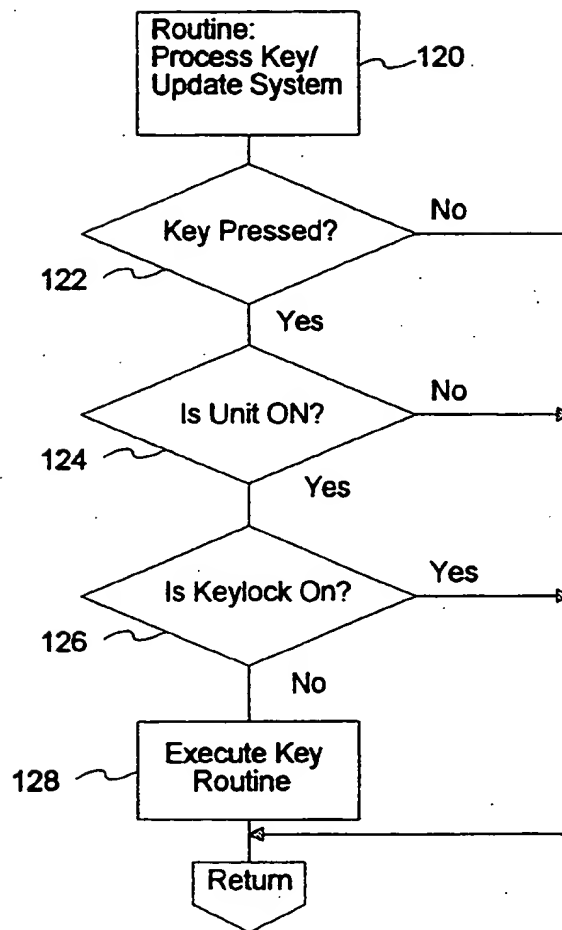 Routine:
Process Key/
Update System
120
Key Pressed?
No
122
Yes
Is Unit ON?
No
124
Yes
Is Keylock On?
Yes
126
No
Execute Key
Routine
128
Return